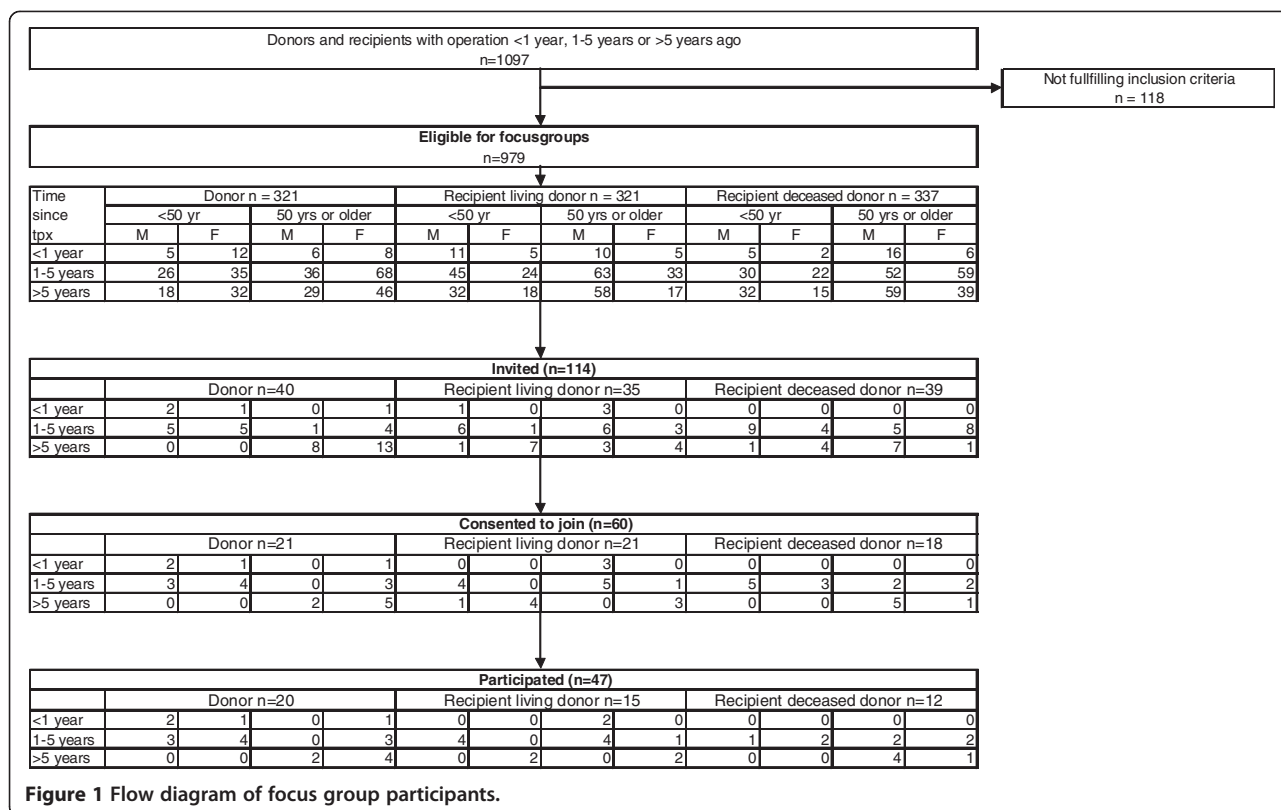 Donors and recipients with operation <1 year, 1-5 years or >5 years ago
n=1097
Not fullfilling inclusion criteria
n = 118
Eligible for focusgroups
n=979
Time Donor n = 321 Recipient living donor n = 321 Recipient deceased donor n = 337
since <50 yr 50 yrs or older <50 yr 50 yrs or older <50 yr 50 yrs or older
tpx M F M F M F M F M F M F
<1 year 5 12 6 8 11 5 10 5 5 2 16 6
1-5 years 26 35 36 68 45 24 63 33 30 22 52 59
>5 years 18 32 29 46 32 18 58 17 32 15 59 39
Invited (n=114)
Donor n=40 Recipient living donor n=35 Recipient deceased donor n=39
<1 year 2 1 0 1 1 0 3 0 0 0 0 0
1-5 years 5 5 1 4 6 1 6 3 9 4 5 8
>5 years 0 0 8 13 1 7 3 4 1 4 7 1
Consented to join (n=60)
Donor n=21 Recipient living donor n=21 Recipient deceased donor n=18
<1 year 2 1 0 1 0 0 3 0 0 0 0 0
1-5 years 3 4 0 3 4 0 5 1 5 3 2 2
>5 years 0 0 2 5 1 4 0 3 0 0 5 1
Participated (n=47)
Donor n=20 Recipient living donor n=15 Recipient deceased donor n=12
<1 year 2 1 0 1 0 0 2 0 0 0 0 0
1-5 years 3 4 0 3 4 0 4 1 1 2 2 2
>5 years 0 0 2 4 0 2 0 2 0 0 4 1
Figure 1 Flow diagram of focus group participants.